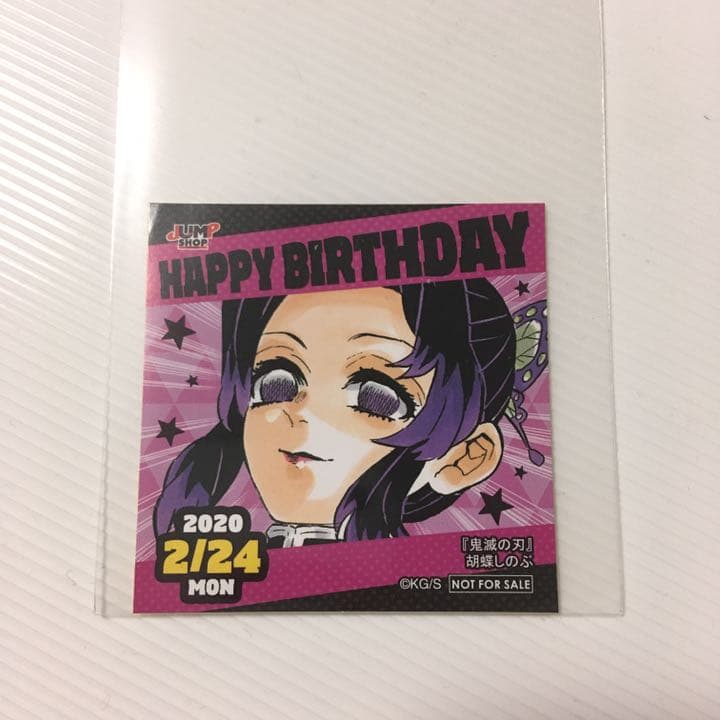 JUMP
SHOP
HAPPY BIRTHDAY
2020
2/24
MON
『鬼滅の刃』
胡蝶しのぶ
©KG/S NOT FOR SALE